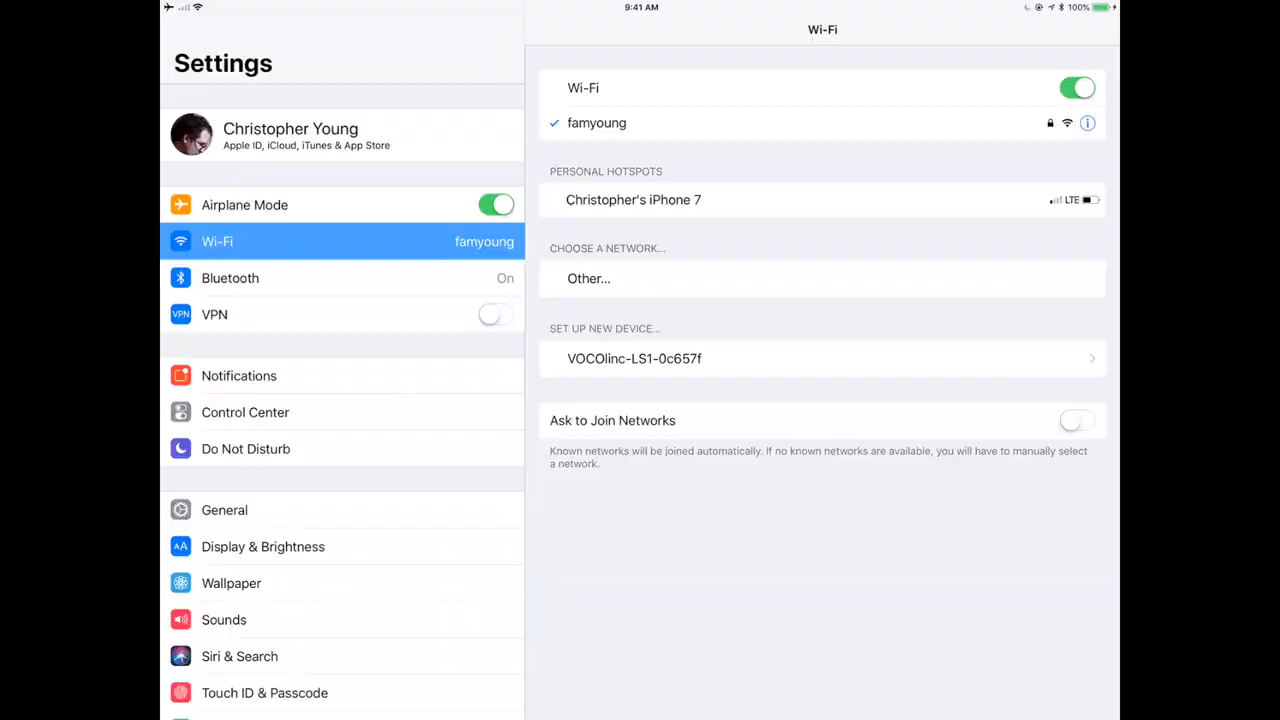 9:41 AM
100%
Settings
Christopher Young
Apple ID, iCloud, iTunes & App Store
Airplane Mode
Wi-Fi famyoung
Bluetooth On
VPN VPN
Notifications
Control Center
Do Not Disturb
General
AA Display & Brightness
Wallpaper
Sounds
Siri & Search
Touch ID & Passcode
Wi-Fi
Wi-Fi
famyoung
PERSONAL HOTSPOTS
Christopher's iPhone 7 LTE
CHOOSE A NETWORK...
Other...
SET UP NEW DEVICE...
VOCOlinc-LS1-0c657f
Ask to Join Networks
Known networks will be joined automatically. If no known networks are available, you will have to manually select
a network.